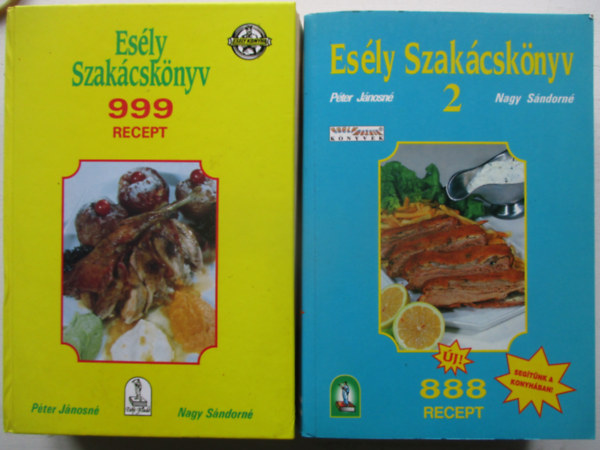 Esély
Szakácskönyv
999
RECEPT
Péter Jánosné
Nagy Sándorné
Esély Szakácskönyv
2
Péter Jánosné
Nagy Sándorné
KÖNYVEK
ÚJ!
888
RECEPT
SEGÍTÜNK A
KONYHÁBAN!